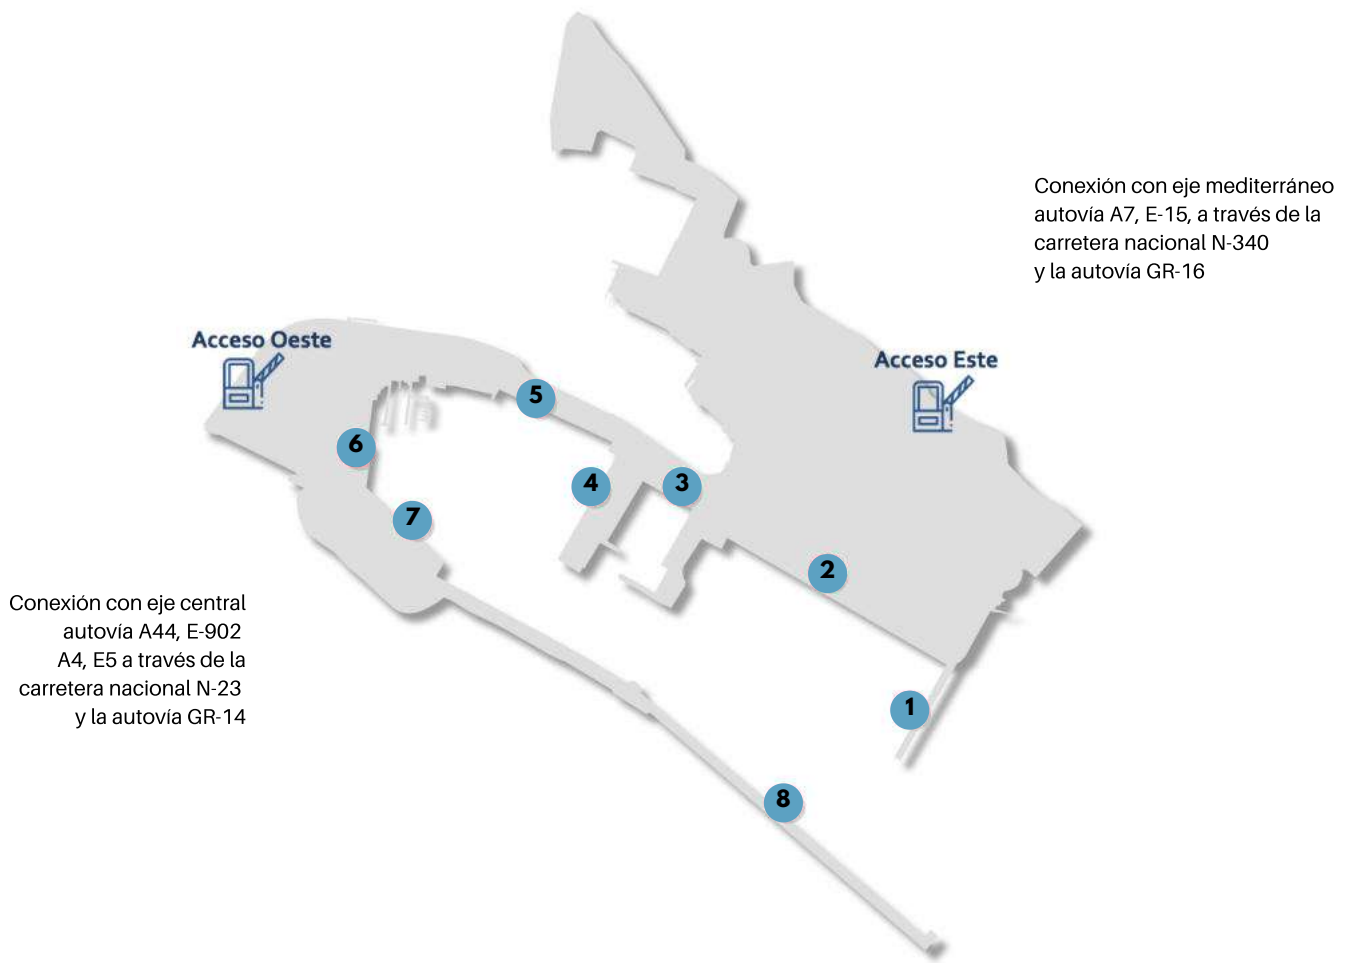 Conexión con eje mediterráneo
autovía A7, E-15, a través de la
carretera nacional N-340
y la autovía GR-16
Acceso Oeste
Acceso Este
5
6
4
3
7
2
Conexión con eje central
autovía A44, E-902
A4, E5 a través de la
carretera nacional N-23
y la autovía GR-14
1
8